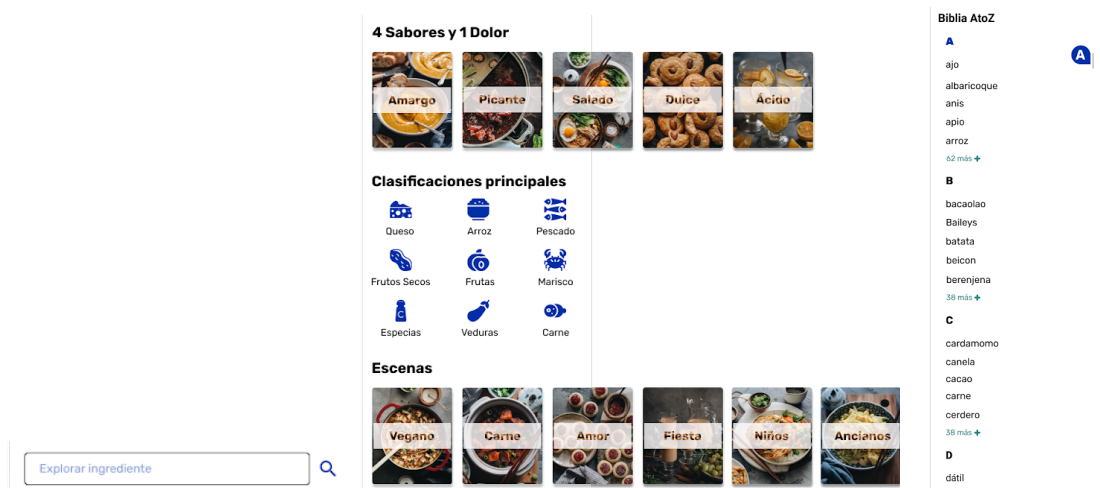 Explorar ingrediente
4 Sabores y 1 Dolor
Amargo
Picante
Salado
Dulce
Ácido
Clasificaciones principales
Queso
Arroz
Pescado
Frutos Secos
Frutas
Marisco
C
Especias
Veduras
Carne
Escenas
Vegano
Carne
Amor
Fiesta
Niños
Ancianos
Biblia AtoZ
A
A
ajo
albaricoque
anis
apio
arroz
62 más +
B
bacaolao
Baileys
batata
beicon
berenjena
38 más +
C
cardamomo
canela
cacao
carne
cerdero
38 más +
D
dátil